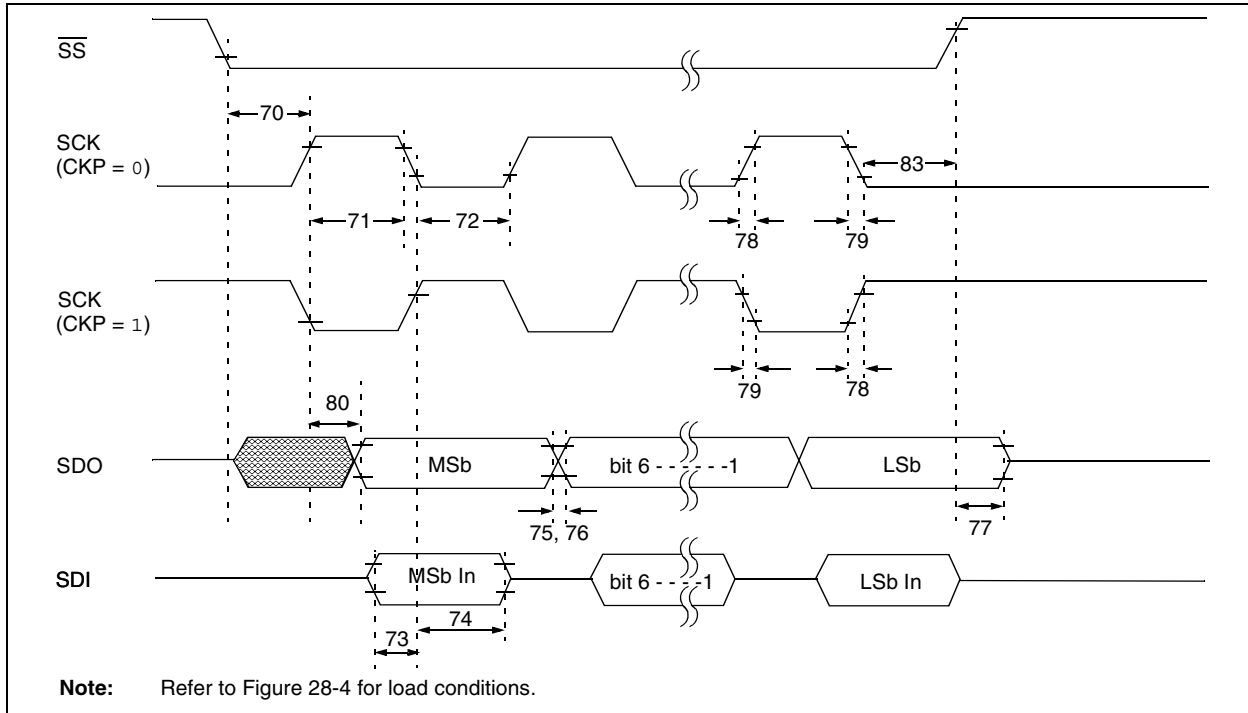 SS
70
SCK
(CKP = 0)
83
71
72
78
79
SCK
(CKP = 1)
79
78
80
SDO
MSb
bit 6 - - - - - -1
LSb
75, 76
77
SDI
MSb In
bit 6 - - - -1
LSb In
74
73
Note: Refer to Figure 28-4 for load conditions.